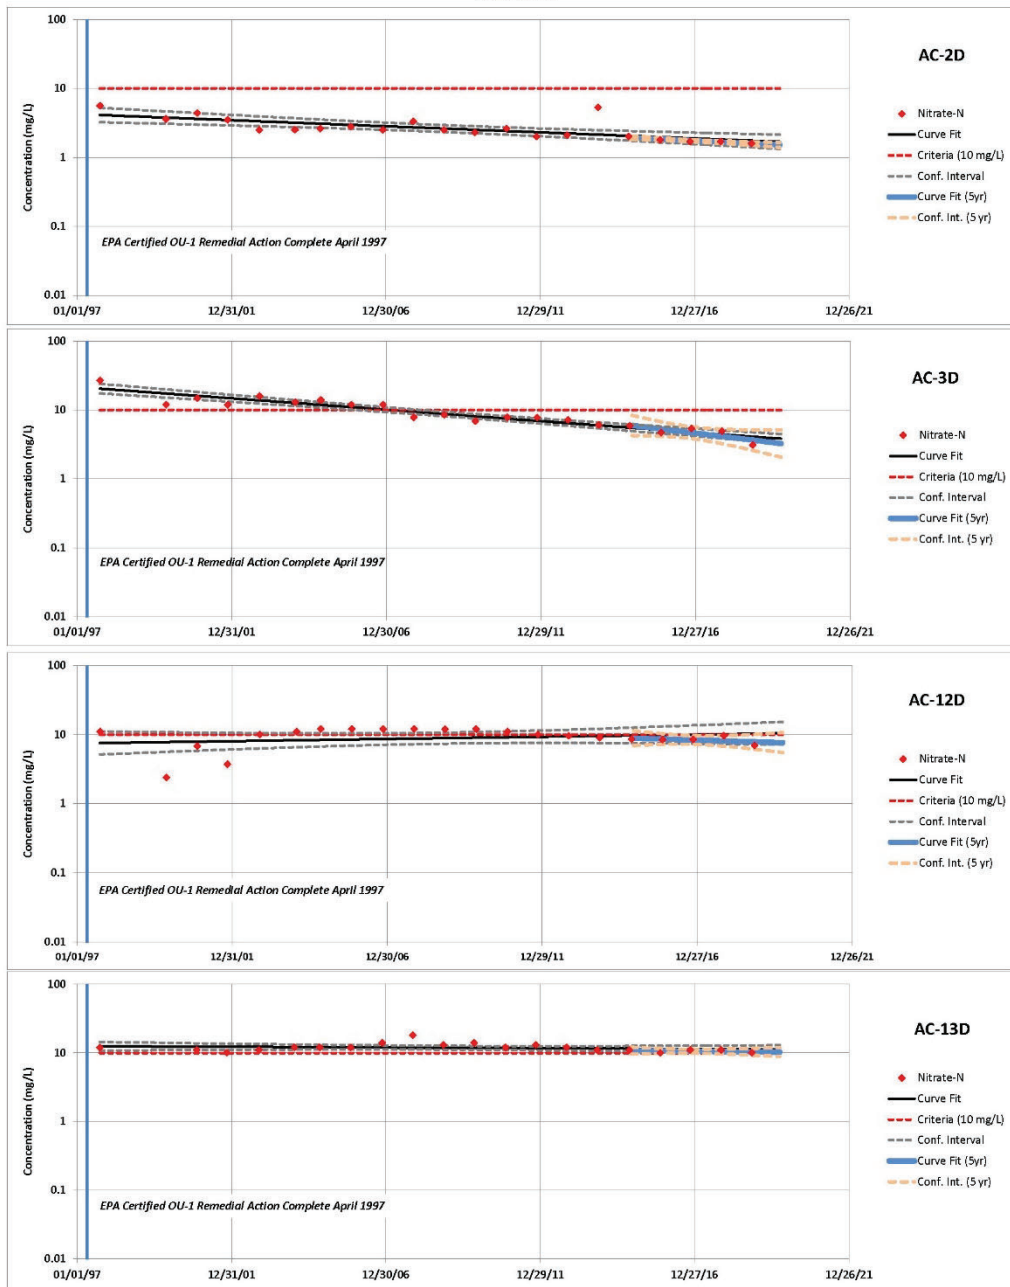 100
10
1
0.1
0.01
Concentration (mg/L)
EPA Certified OU-1 Remedial Action Complete April 1997
01/01/97 12/31/01 12/30/06 12/29/11 12/27/16 12/26/21
AC-2D
Nitrate-N
Curve Fit
Criteria (10 mg/L)
Conf. Interval
Curve Fit (5yr)
Conf. Int. (5 yr)
100
10
1
0.1
0.01
Concentration (mg/L)
EPA Certified OU-1 Remedial Action Complete April 1997
01/01/97 12/31/01 12/30/06 12/29/11 12/27/16 12/26/21
AC-3D
Nitrate-N
Curve Fit
Criteria (10 mg/L)
Conf. Interval
Curve Fit (5yr)
Conf. Int. (5 yr)
100
10
1
0.1
0.01
Concentration (mg/L)
EPA Certified OU-1 Remedial Action Complete April 1997
01/01/97 12/31/01 12/30/06 12/29/11 12/27/16 12/26/21
AC-12D
Nitrate-N
Curve Fit
Criteria (10 mg/L)
Conf. Interval
Curve Fit (5yr)
Conf. Int. (5 yr)
100
10
1
0.1
0.01
Concentration (mg/L)
EPA Certified OU-1 Remedial Action Complete April 1997
01/01/97 12/31/01 12/30/06 12/29/11 12/27/16 12/26/21
AC-13D
Nitrate-N
Curve Fit
Criteria (10 mg/L)
Conf. Interval
Curve Fit (5yr)
Conf. Int. (5 yr)